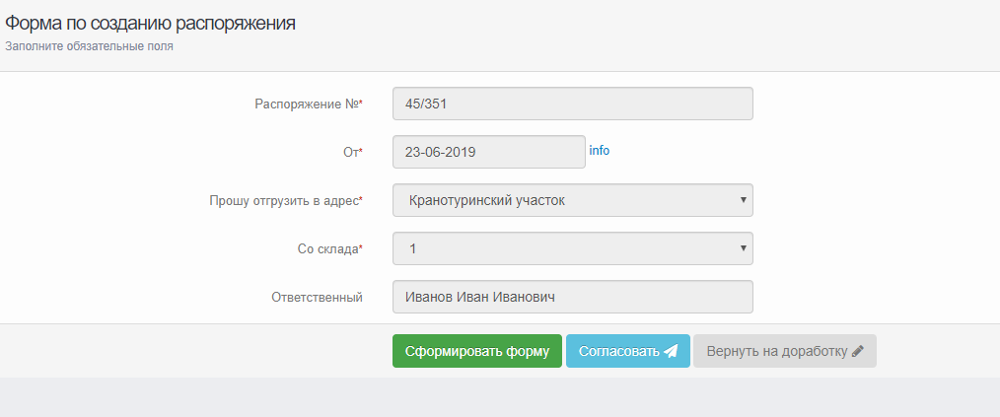 Форма по созданию распоряжения
Заполните обязательные поля
Распоряжение №* 45/351
От* 23-06-2019 info
Прошу отгрузить в адрес* Кранотуринский участок
Со склада* 1
Ответственный Иванов Иван Иванович
Сформировать форму Согласовать Вернуть на доработку